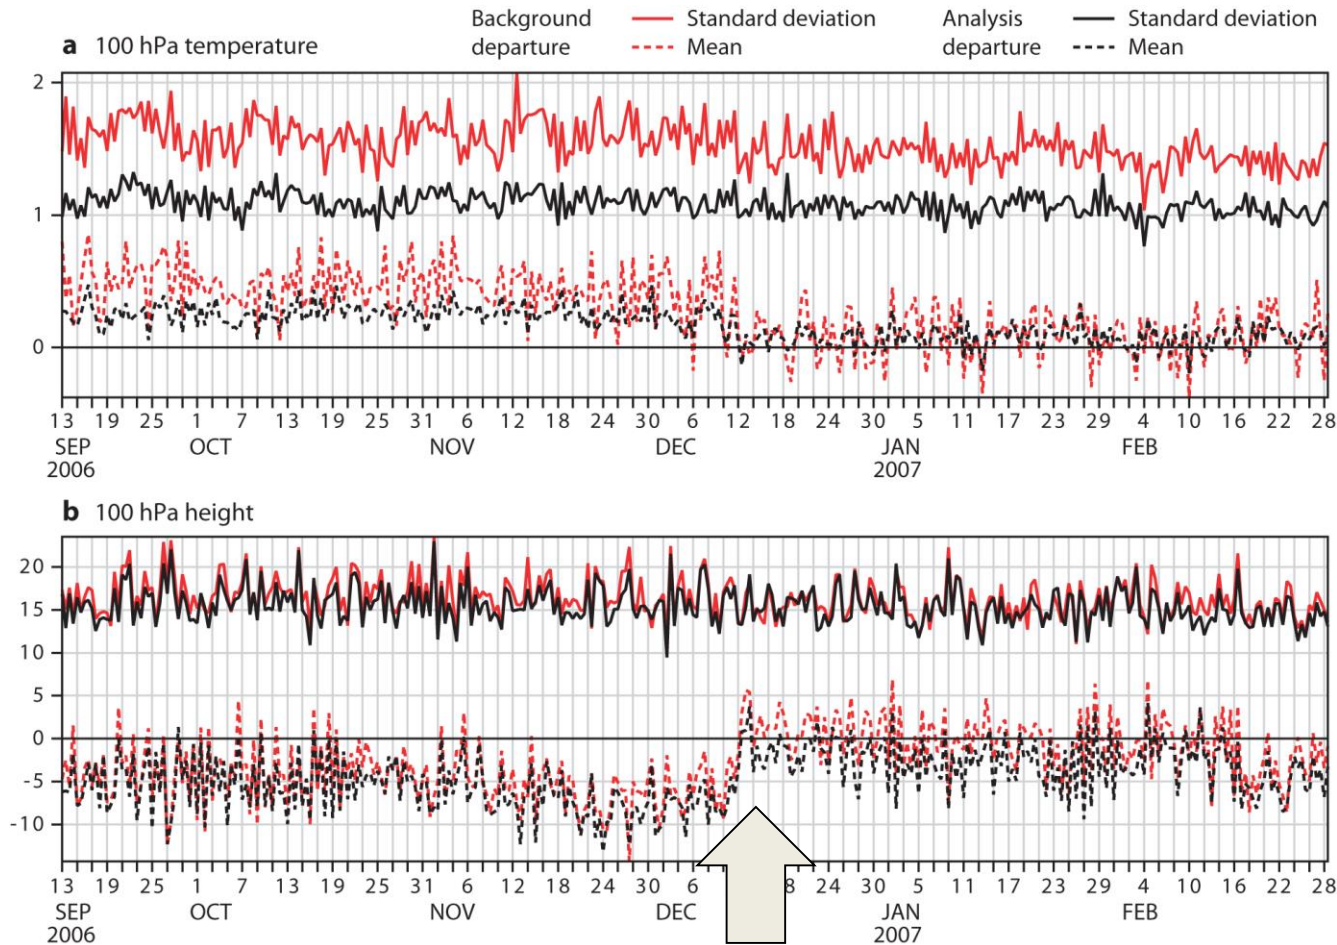 Background departure
Standard deviation
Mean
Analysis departure
Standard deviation
Mean
a 100 hPa temperature
2
1
0
13 19 25 1 7 13 19 25 31 6 12 18 24 30 6 12 18 24 30 5 11 17 23 29 4 10 16 22 28
SEP OCT NOV DEC JAN FEB
2006 2007
b 100 hPa height
20
15
10
5
0
-5
-10
13 19 25 1 7 13 19 25 31 6 12 18 24 30 6 8 24 30 5 11 17 23 29 4 10 16 22 28
SEP OCT NOV DEC JAN FEB
2006 2007